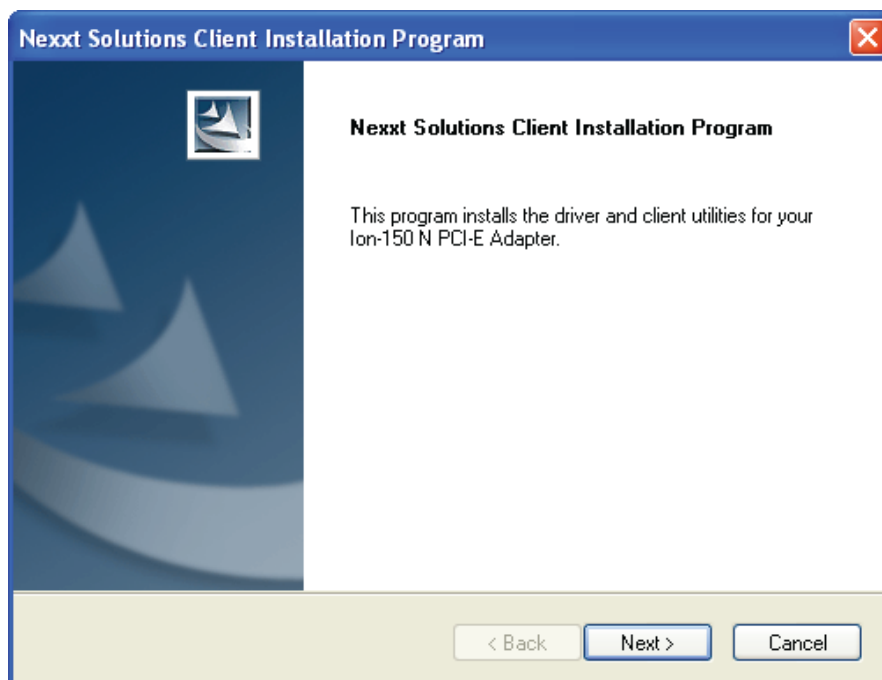 Nexxt Solutions Client Installation Program
Nexxt Solutions Client Installation Program
This program installs the driver and client utilities for your
Ion-150 N PCI-E Adapter.
< Back
Next >
Cancel